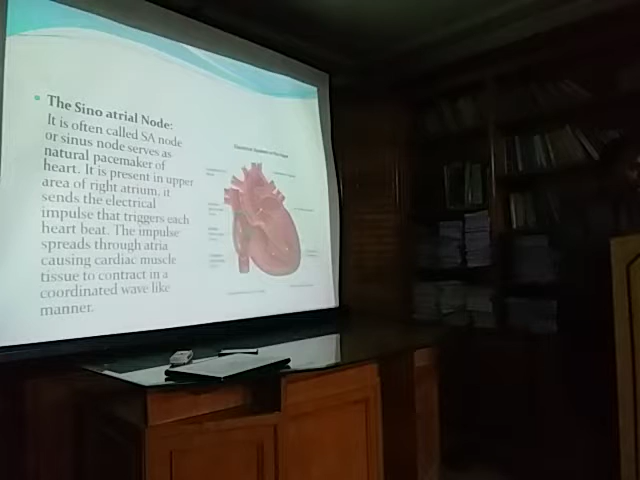 The Sino atrial Node:
It is often called SA node
or sinus node serves as
natural pacemaker of
heart. It is present in upper
area of right atrium, it
sends the electrical
impulse that triggers each
heart beat. The impulse
spreads through atria
causing cardiac muscle
tissue to contract in a
coordinated wave like
manner.